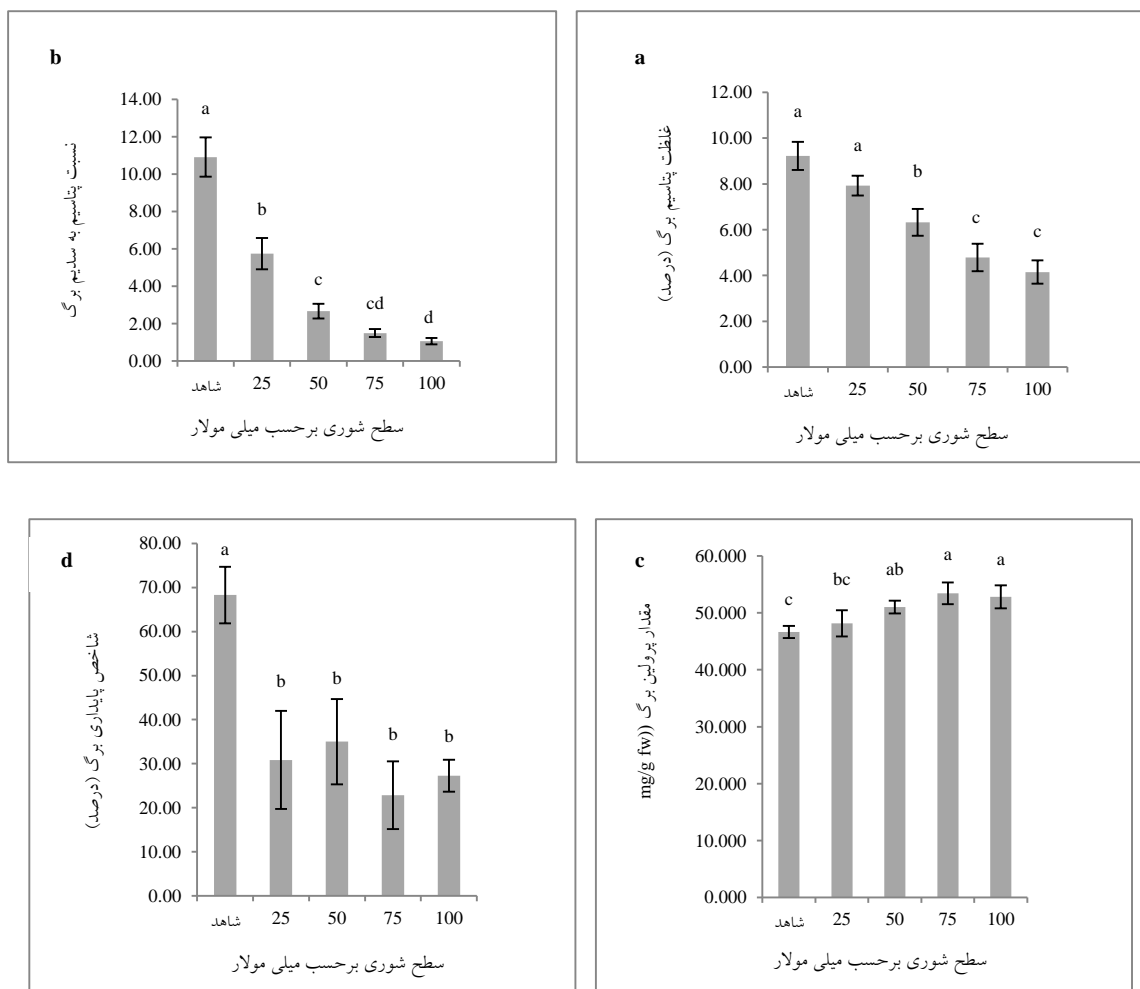 b
نسبت پتاسیم به سدیم برگ
14.00
12.00
10.00
8.00
6.00
4.00
2.00
0.00
a
b
c
cd
d
شاهد 25 50 75 100
سطح شوری برحسب میلی مولار
a
غلظت پتاسیم برگ (درصد)
12.00
10.00
8.00
6.00
4.00
2.00
0.00
a
a
b
c
c
شاهد 25 50 75 100
سطح شوری برحسب میلی مولار
d
شاخص پایداری برگ (درصد)
80.00
70.00
60.00
50.00
40.00
30.00
20.00
10.00
0.00
a
b
b
b
b
شاهد 25 50 75 100
سطح شوری برحسب میلی مولار
c
مقدار پرولین برگ ((mg/g fw
60.000
50.000
40.000
30.000
20.000
10.000
0.000
c
bc
ab
a
a
شاهد 25 50 75 100
سطح شوری برحسب میلی مولار